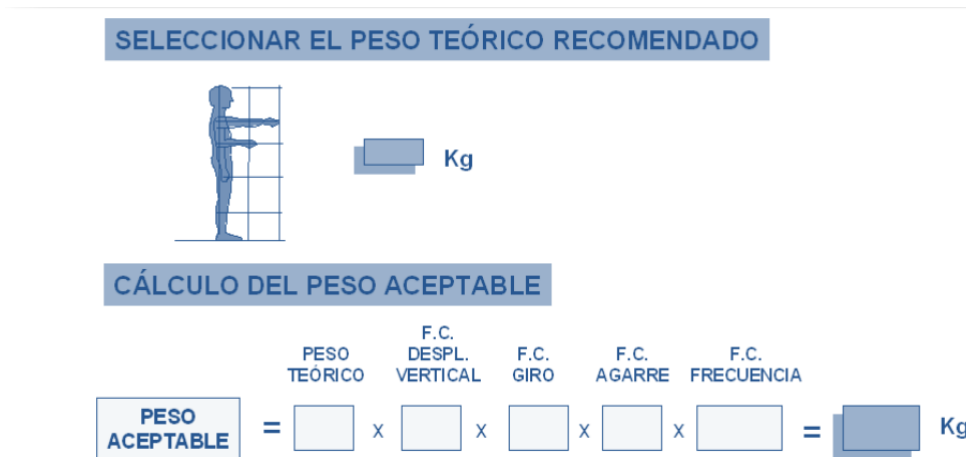 SELECCIONAR EL PESO TEÓRICO RECOMENDADO
Kg
CÁLCULO DEL PESO ACEPTABLE
PESO
TEÓRICO
F.C.
DESPL.
VERTICAL
F.C.
GIRO
F.C.
AGARRE
F.C.
FRECUENCIA
PESO
ACEPTABLE
= x x x x = Kg